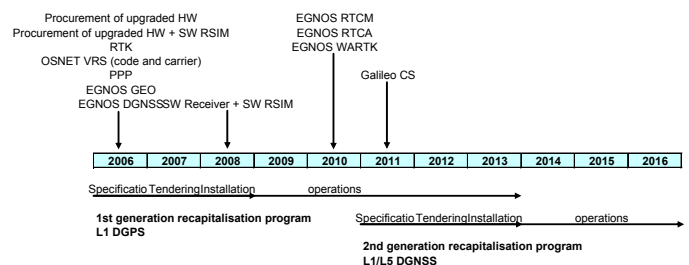 Procurement of upgraded HW
Procurement of upgraded HW + SW RSIM
RTK
OSNET VRS (code and carrier)
PPP
EGNOS GEO
EGNOS DGNSS
SW Receiver + SW RSIM
EGNOS RTCM
EGNOS RTCA
EGNOS WARTK
Galileo CS
2006 2007 2008 2009 2010 2011 2012 2013 2014 2015 2016
Specificatio Tendering Installation operations
1st generation recapitalisation program
L1 DGPS
Specificatio Tendering Installation operations
2nd generation recapitalisation program
L1/L5 DGNSS